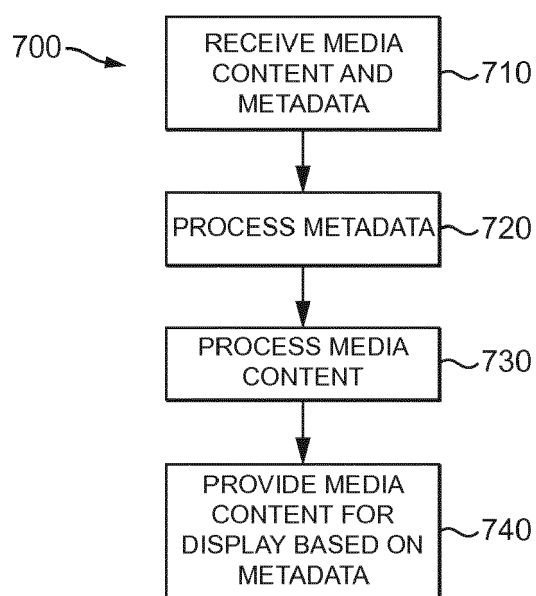 700
RECEIVE MEDIA
CONTENT AND
METADATA
710
PROCESS METADATA
720
PROCESS MEDIA
CONTENT
730
PROVIDE MEDIA
CONTENT FOR
DISPLAY BASED ON
METADATA
740